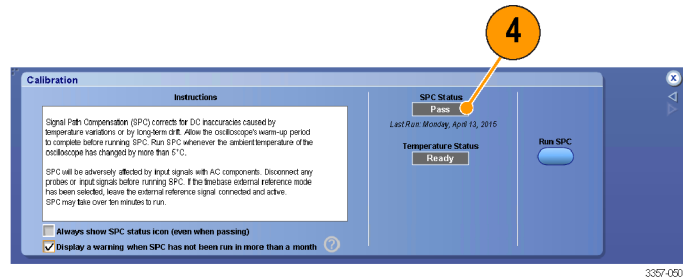 4
Calibration
Instructions
Signal Path Compensation (SPC) corrects for DC inaccuracies caused by
temperature variations or by long-term drift. Allow the oscilloscope's warm-up period
to complete before running SPC. Run SPC whenever the ambient temperature of the
oscilloscope has changed by more than 5°C.
SPC will be adversely affected by input signals with AC components. Disconnect any
probes or input signals before running SPC. If the timebase external reference mode
has been selected, leave the external reference signal connected and active.
SPC may take over ten minutes to run.
Always show SPC status icon (even when passing)
Display a warning when SPC has not been run in more than a month
?
SPC Status
Pass
Last Run: Monday, April 13, 2015
Temperature Status
Ready
Run SPC
X
3357-050